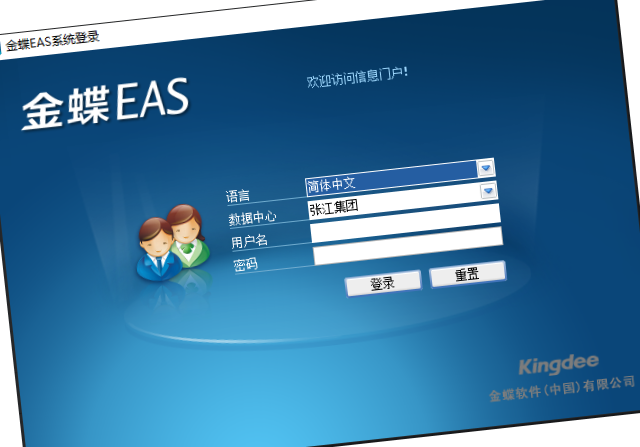 金蝶EAS系统登录
金蝶EAS
欢迎访问信息门户!
语言 简体中文
数据中心 张江集团
用户名
密码
登录 重置
Kingdee
金蝶软件(中国)有限公司